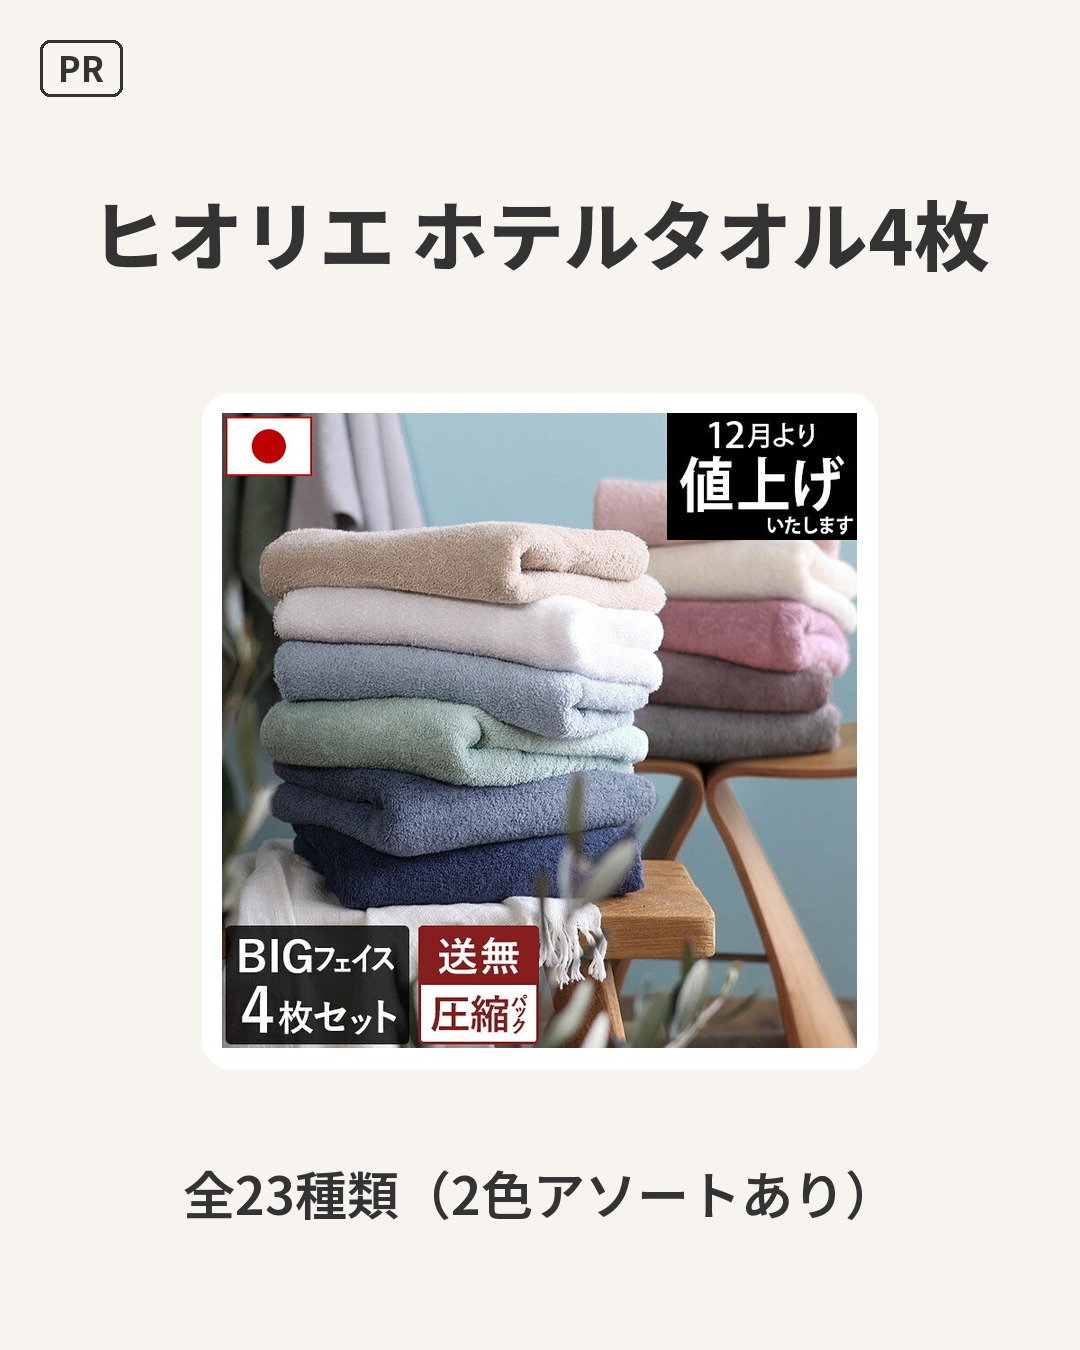 PR
ヒオリエ ホテルタオル4枚
12月より
値上げ
いたします
BIGフェイス
4枚セット
送無
圧縮パック
全23種類（2色アソートあり）